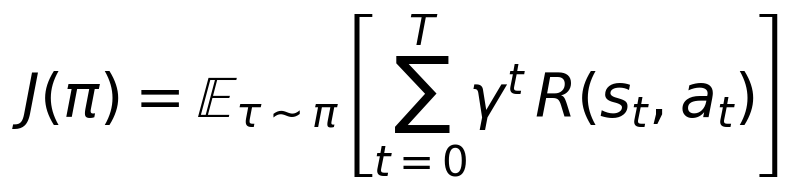 J(π) = 𝔼_{τ∼π} [ ∑_{t=0}^{T} γ^t R(s_t, a_t) ]